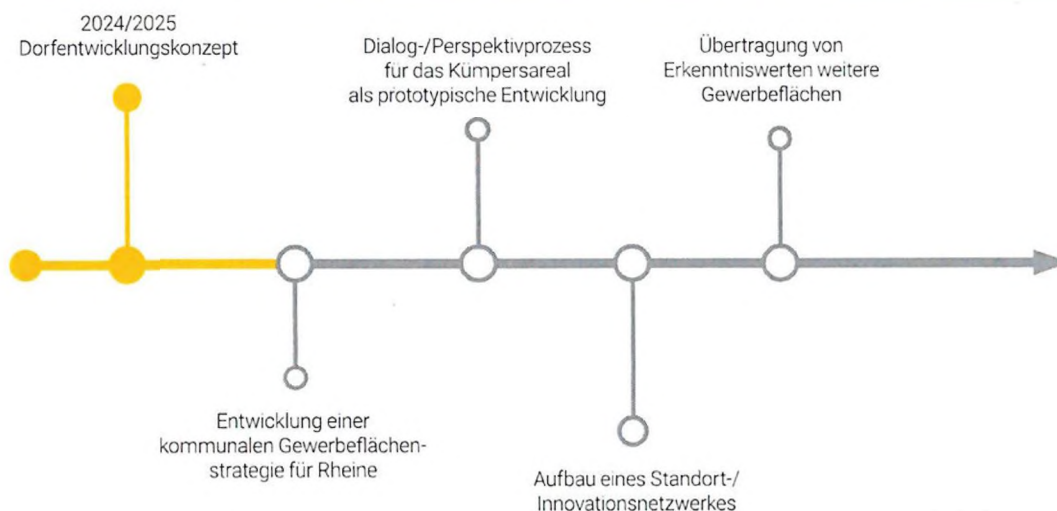 2024/2025
Dorfentwicklungskonzept
Dialog-/Perspektivprozess
für das Kümpersareal
als prototypische Entwicklung
Übertragung von
Erkenntniswerten weitere
Gewerbeflächen
Entwicklung einer
kommunalen Gewerbeflächen-
strategie für Rheine
Aufbau eines Standort-/
Innovationsnetzwerkes